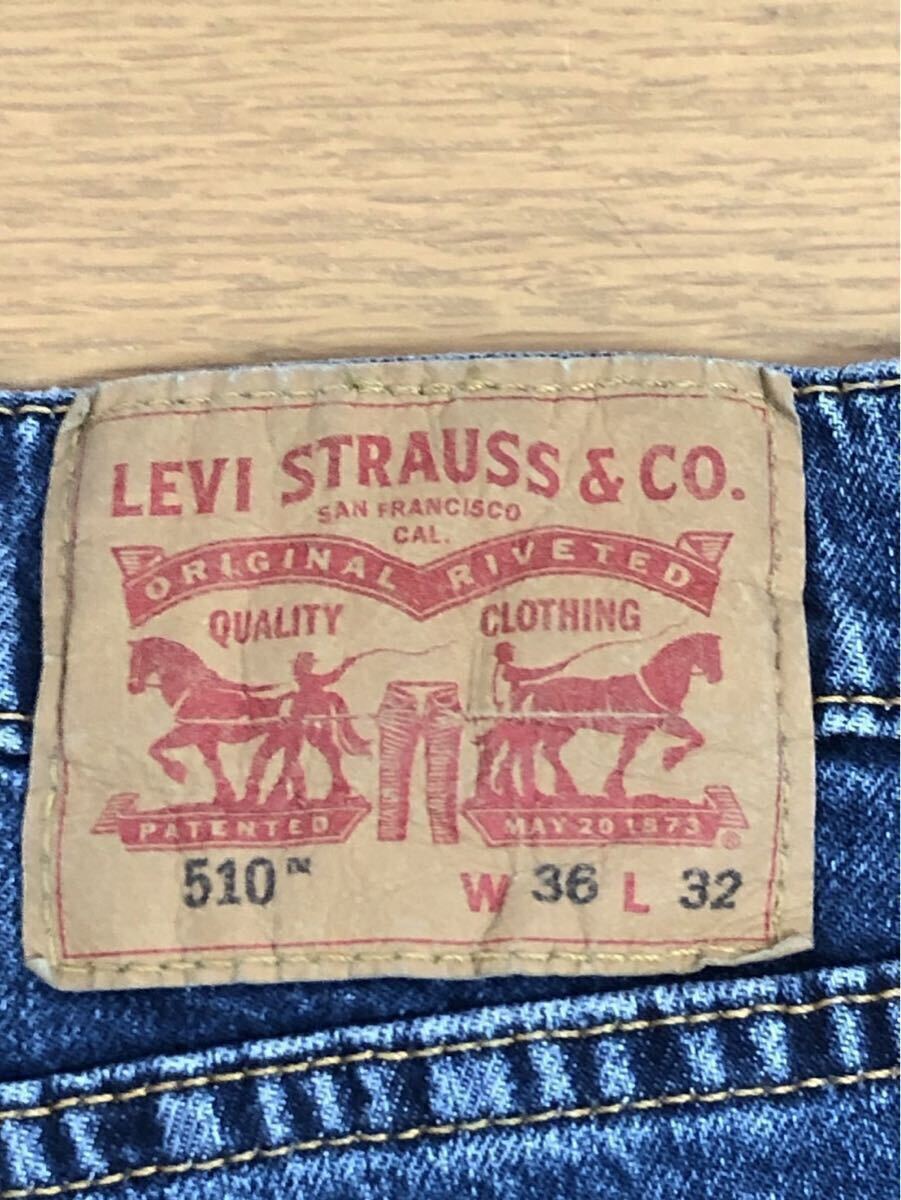 LEVI STRAUSS & CO.
SAN FRANCISCO
CAL.
ORIGINAL RIVETED
QUALITY CLOTHING
PATENTED MAY 20 1873 ®
510™ W 36 L 32